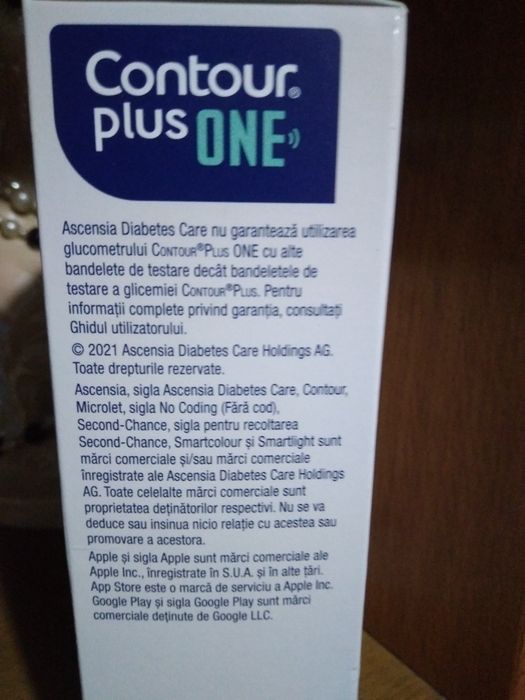 Contour®
plus ONE
Ascensia Diabetes Care nu garantează utilizarea
glucometrului CONTOUR®PLUS ONE cu alte
bandelete de testare decât bandeletele de
testare a glicemiei CONTOUR®PLUS. Pentru
informații complete privind garanția, consultați
Ghidul utilizatorului.
© 2021 Ascensia Diabetes Care Holdings AG.
Toate drepturile rezervate.
Ascensia, sigla Ascensia Diabetes Care, Contour,
Microlet, sigla No Coding (Fără cod),
Second-Chance, sigla pentru recoltarea
Second-Chance, Smartcolour și Smartlight sunt
mărci comerciale și/sau mărci comerciale
înregistrate ale Ascensia Diabetes Care Holdings
AG. Toate celelalte mărci comerciale sunt
proprietatea deținătorilor respectivi. Nu se va
deduce sau insinua nicio relație cu acestea sau
promovare a acestora.
Apple și sigla Apple sunt mărci comerciale ale
Apple Inc., înregistrate în S.U.A. și în alte țări.
App Store este o marcă de serviciu a Apple Inc.
Google Play și sigla Google Play sunt mărci
comerciale deținute de Google LLC.